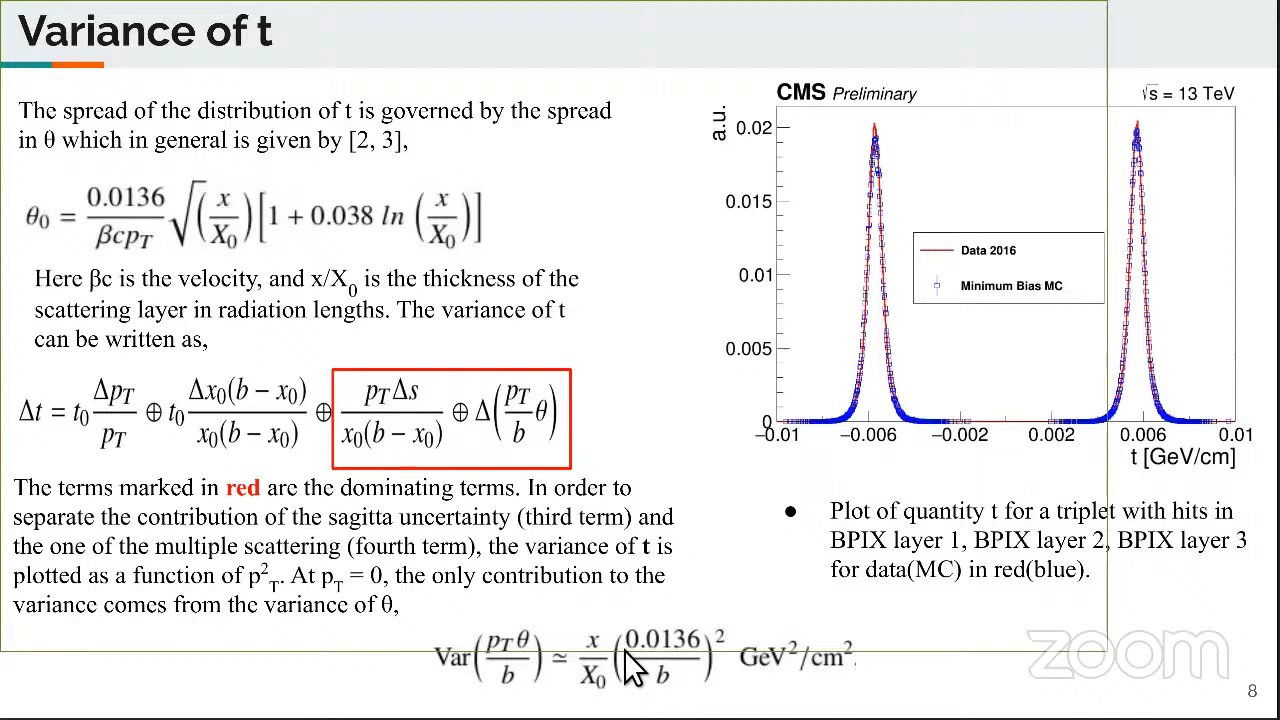 Variance of t
The spread of the distribution of t is governed by the spread
in θ which in general is given by [2, 3],
θ₀ = 0.0136/βcp_T √(x/X₀)[1 + 0.038 ln (x/X₀)]
Here βc is the velocity, and x/X₀ is the thickness of the
scattering layer in radiation lengths. The variance of t
can be written as,
Δt = t₀ Δp_T/p_T ⊕ t₀ Δx₀(b − x₀)/x₀(b − x₀) ⊕ p_TΔs/x₀(b − x₀) ⊕ Δ(p_T/b θ)
The terms marked in red are the dominating terms. In order to
separate the contribution of the sagitta uncertainty (third term) and
the one of the multiple scattering (fourth term), the variance of t is
plotted as a function of p²_T. At p_T = 0, the only contribution to the
variance comes from the variance of θ,
Var(p_Tθ/b) ≃ x/X₀ (0.0136/b)² GeV²/cm².
CMS Preliminary
√s = 13 TeV
a.u.
0.02
0.015
0.01
0.005
0
Data 2016
Minimum Bias MC
−0.01 −0.006 −0.002 0.002 0.006 0.01
t [GeV/cm]
● Plot of quantity t for a triplet with hits in
BPIX layer 1, BPIX layer 2, BPIX layer 3
for data(MC) in red(blue).
zoom
8